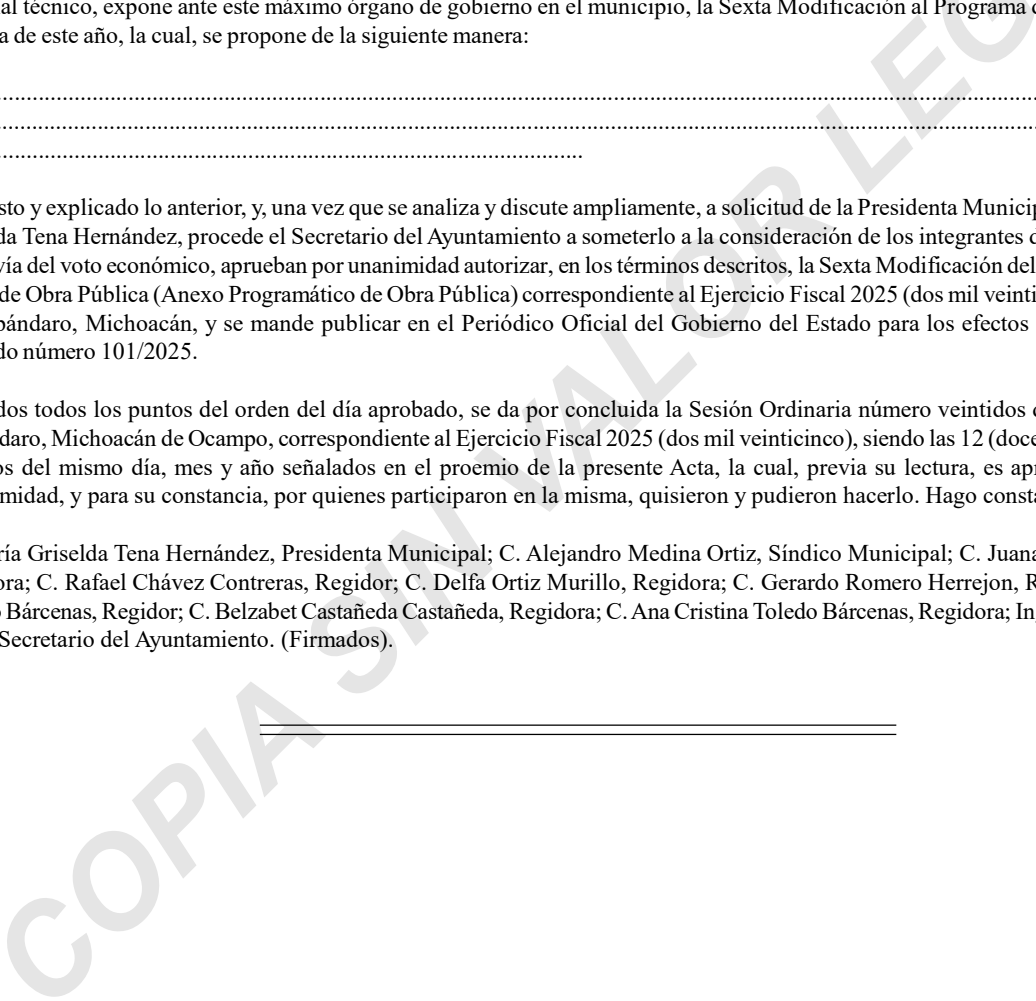 al técnico, expone ante este máximo órgano de gobierno en el municipio, la Sexta Modificación al Programa
a de este año, la cual, se propone de la siguiente manera:
....................................................................................................
....................................................................................................
....................................................................................................
sto y explicado lo anterior, y, una vez que se analiza y discute ampliamente, a solicitud de la Presidenta Municip
da Tena Hernández, procede el Secretario del Ayuntamiento a someterlo a la consideración de los integrantes d
vía del voto económico, aprueban por unanimidad autorizar, en los términos descritos, la Sexta Modificación del
de Obra Pública (Anexo Programático de Obra Pública) correspondiente al Ejercicio Fiscal 2025 (dos mil veinti
pándaro, Michoacán, y se mande publicar en el Periódico Oficial del Gobierno del Estado para los efectos
do número 101/2025.
dos todos los puntos del orden del día aprobado, se da por concluida la Sesión Ordinaria número veintidos
daro, Michoacán de Ocampo, correspondiente al Ejercicio Fiscal 2025 (dos mil veinticinco), siendo las 12 (doce
os del mismo día, mes y año señalados en el proemio de la presente Acta, la cual, previa su lectura, es ap
midad, y para su constancia, por quienes participaron en la misma, quisieron y pudieron hacerlo. Hago consta
ría Griselda Tena Hernández, Presidenta Municipal; C. Alejandro Medina Ortiz, Síndico Municipal; C. Juana
ora; C. Rafael Chávez Contreras, Regidor; C. Delfa Ortiz Murillo, Regidora; C. Gerardo Romero Herrejon, R
Bárcenas, Regidor; C. Belzabet Castañeda Castañeda, Regidora; C. Ana Cristina Toledo Bárcenas, Regidora; In
Secretario del Ayuntamiento. (Firmados).
COPIA SIN VALOR LEG